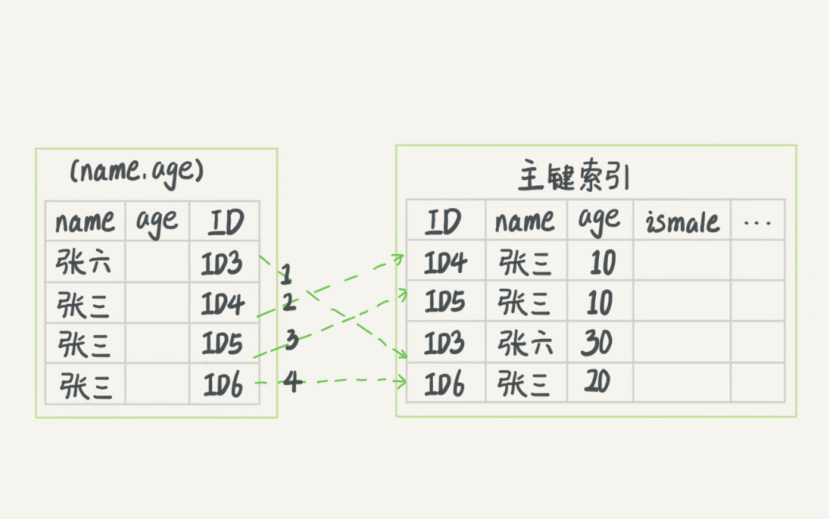 (name.age)
name age ID
张六 ID3
张三 ID4
张三 ID5
张三 ID6
1
2
3
4
主键索引
ID name age ismale ...
ID4 张三 10
ID5 张三 10
ID3 张六 30
ID6 张三 20